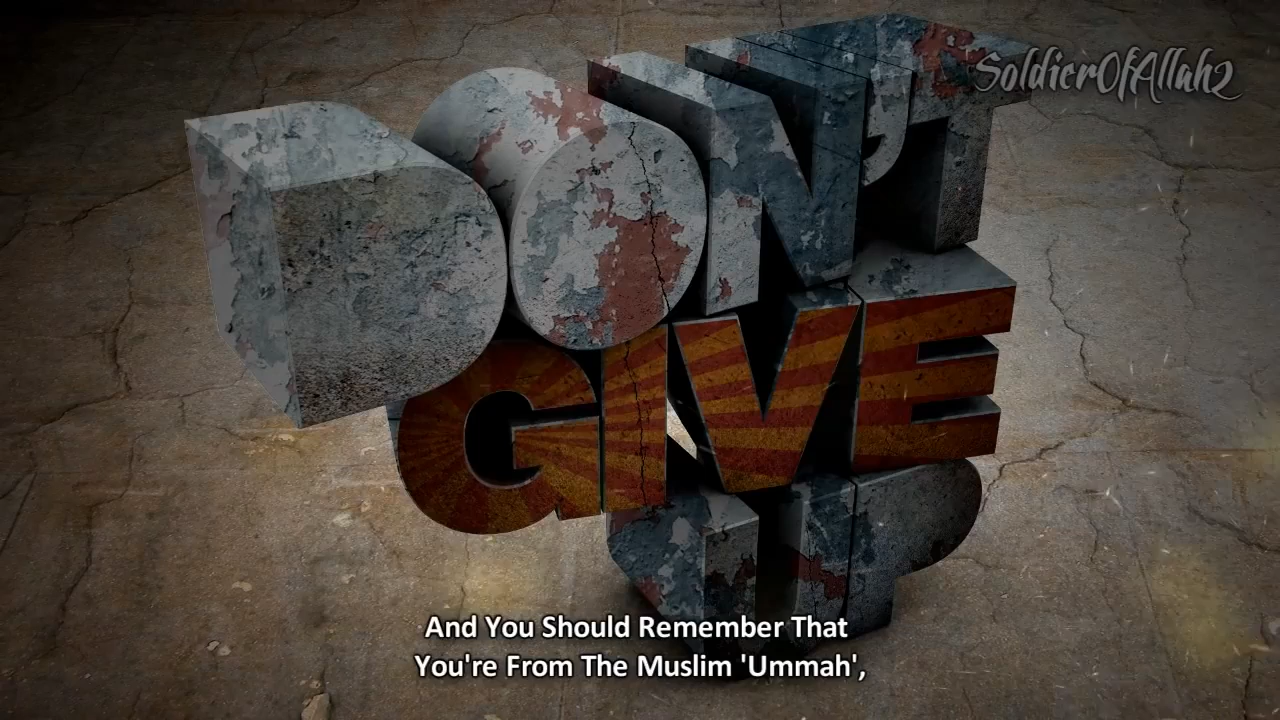 SoldierOfAllah2
DON'T
GIVE
UP
And You Should Remember That
You're From The Muslim 'Ummah',